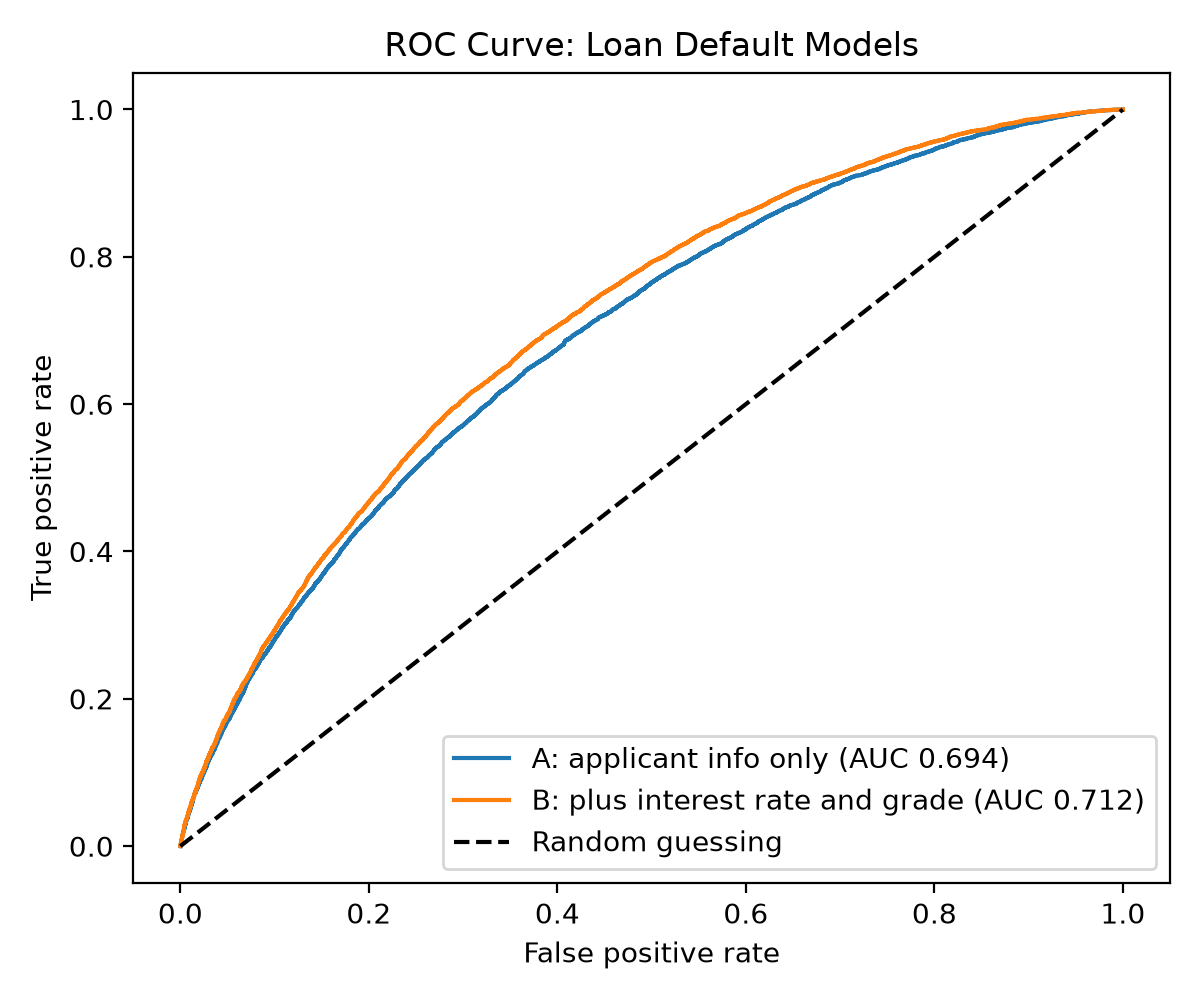 ROC Curve: Loan Default Models
1.0
0.8
0.6
0.4
0.2
0.0
True positive rate
A: applicant info only (AUC 0.694)
B: plus interest rate and grade (AUC 0.712)
Random guessing
0.0 0.2 0.4 0.6 0.8 1.0
False positive rate